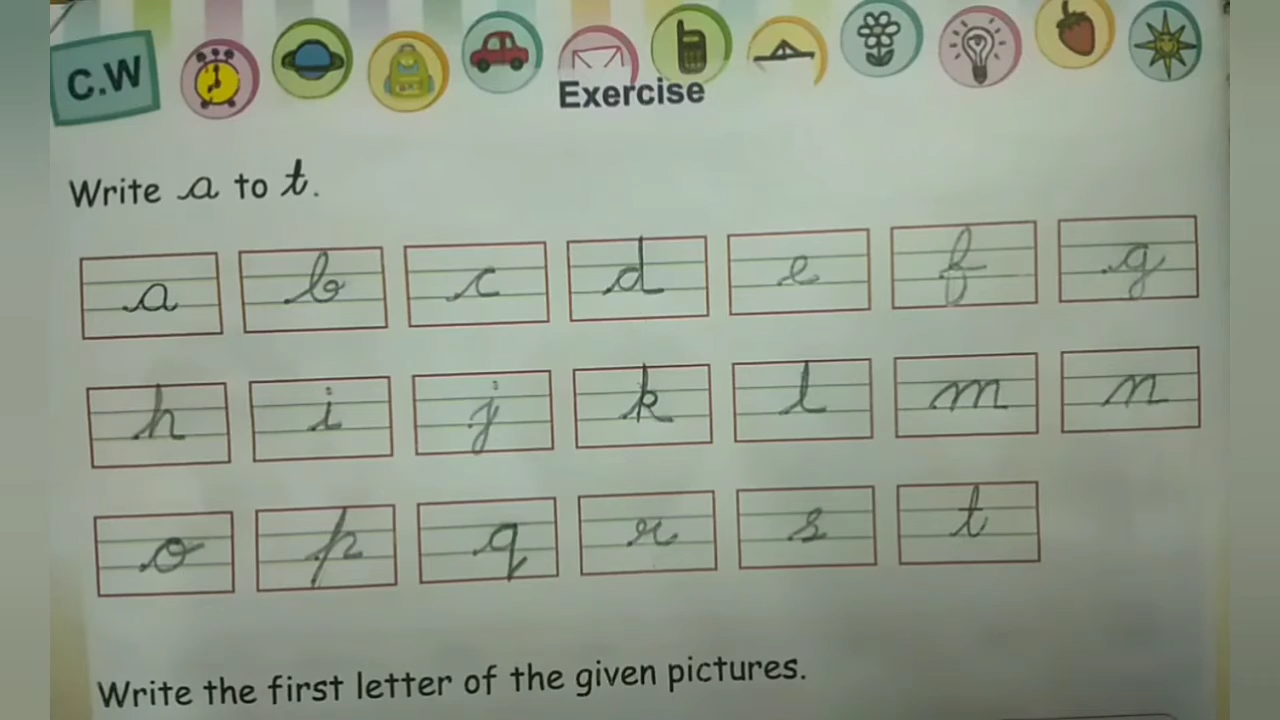 C.W
Exercise
Write a to t.
a b c d e f g
h i j k l m n
o p q r s t
Write the first letter of the given pictures.